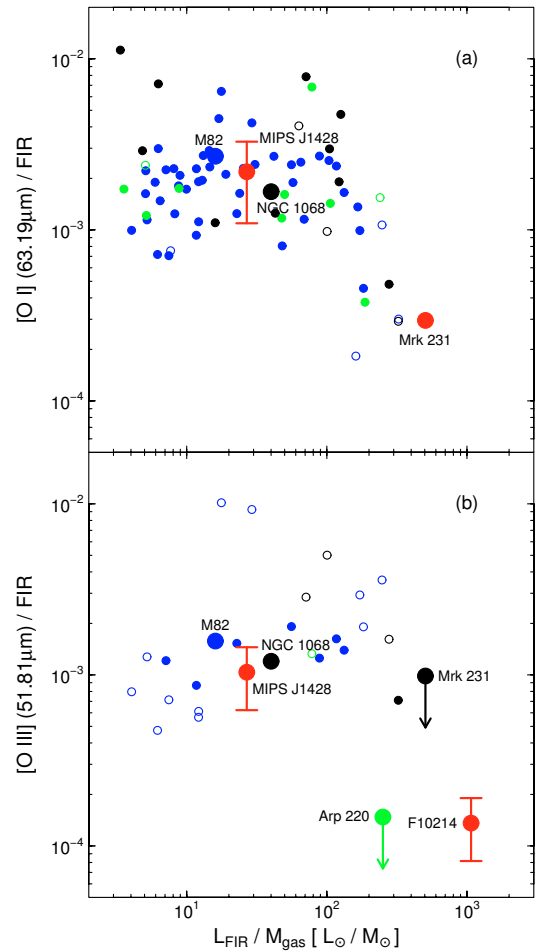 (a)
10⁻²
10⁻³
10⁻⁴
[O I] (63.19μm) / FIR
M82
MIPS J1428
NGC 1068
Mrk 231
(b)
10⁻²
10⁻³
10⁻⁴
[O III] (51.81μm) / FIR
M82
NGC 1068
MIPS J1428
Mrk 231
Arp 220
F10214
10¹ 10² 10³
L_FIR / M_gas [ L_⊙ / M_⊙ ]